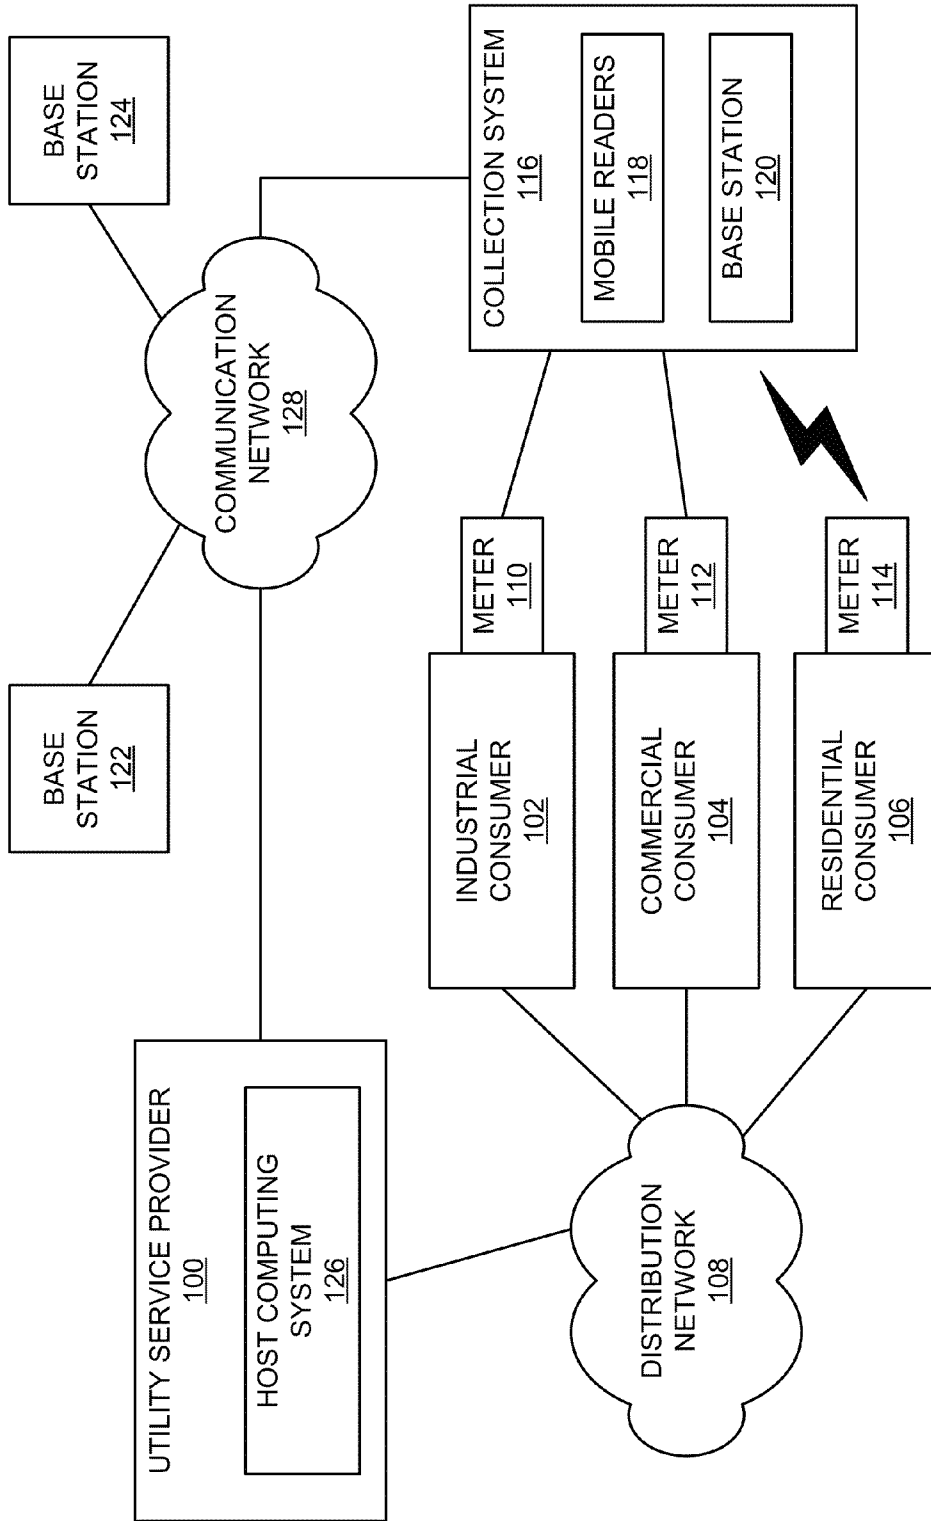 BASE
STATION
122
BASE
STATION
124
UTILITY SERVICE PROVIDER
100
HOST COMPUTING
SYSTEM
126
COMMUNICATION
NETWORK
128
DISTRIBUTION
NETWORK
108
INDUSTRIAL
CONSUMER
102
METER
110
COMMERCIAL
CONSUMER
104
METER
112
RESIDENTIAL
CONSUMER
106
METER
114
COLLECTION SYSTEM
116
MOBILE READERS
118
BASE STATION
120